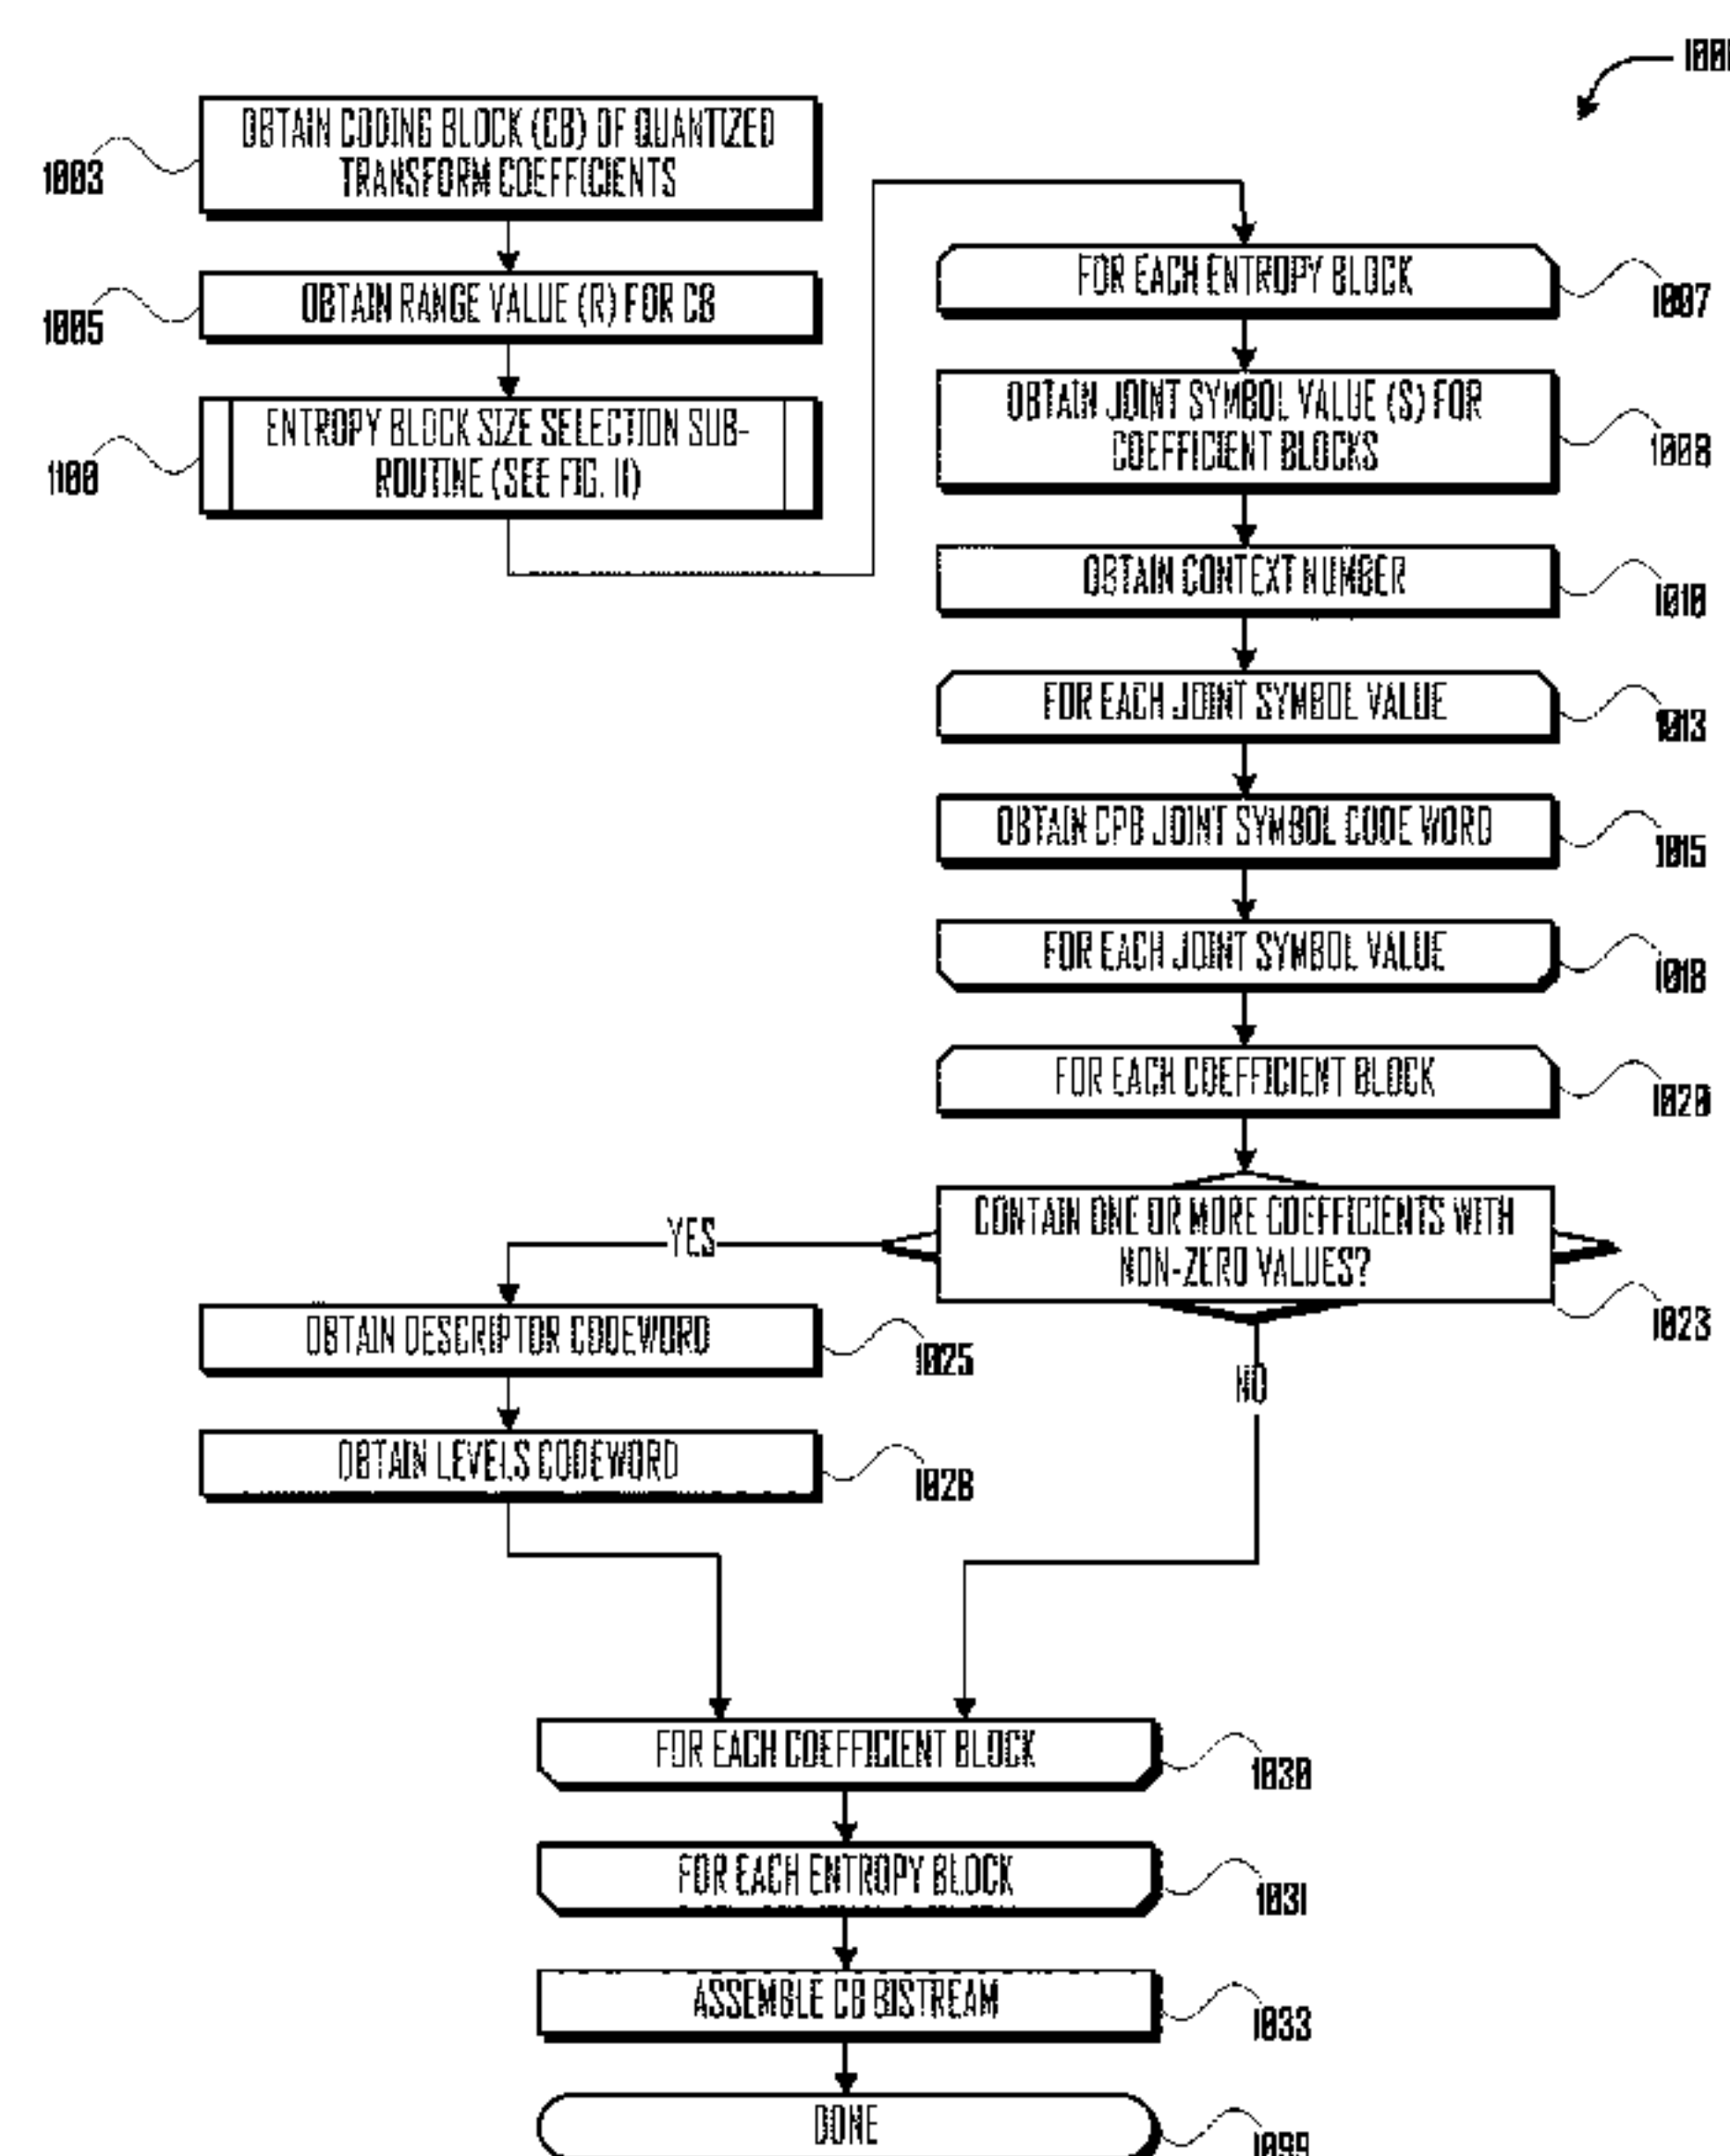 OBTAIN CODING BLOCK (CB) OF QUANTIZED
TRANSFORM COEFFICIENTS
1003
OBTAIN RANGE VALUE (R) FOR CB
1005
ENTROPY BLOCK SIZE SELECTION SUB-
ROUTINE (SEE FIG. 11)
1100
FOR EACH ENTROPY BLOCK
1007
OBTAIN JOINT SYMBOL VALUE (S) FOR
COEFFICIENT BLOCKS
1008
OBTAIN CONTEXT NUMBER
1010
FOR EACH JOINT SYMBOL VALUE
1013
OBTAIN CPB JOINT SYMBOL CODE WORD
1015
FOR EACH JOINT SYMBOL VALUE
1018
FOR EACH COEFFICIENT BLOCK
1020
CONTAIN ONE OR MORE COEFFICIENTS WITH
NON-ZERO VALUES?
1023
YES
NO
OBTAIN DESCRIPTOR CODEWORD
1025
OBTAIN LEVELS CODEWORD
1028
FOR EACH COEFFICIENT BLOCK
1030
FOR EACH ENTROPY BLOCK
1031
ASSEMBLE CB BISTREAM
1033
DONE
1099